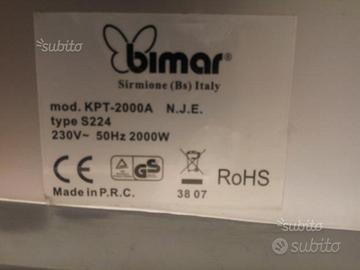 subito
bimar®
Sirmione (Bs) Italy
mod. KPT-2000A N.J.E.
type S224
230V~ 50Hz 2000W
CE GS
Made in P.R.C. 38 07 RoHS
subito